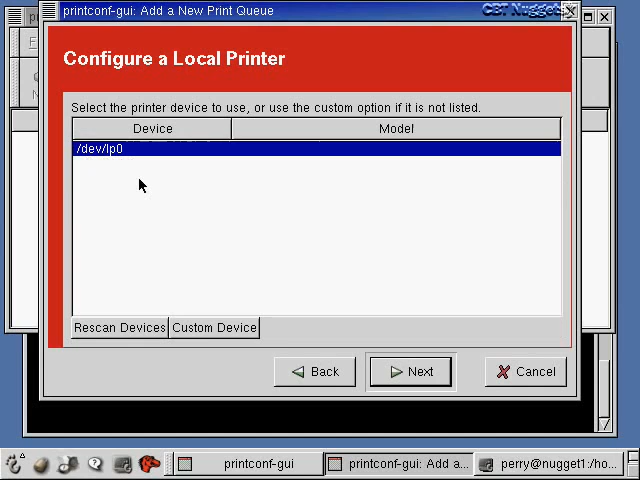 printconf-gui: Add a New Print Queue
CBT Nuggets
Configure a Local Printer
Select the printer device to use, or use the custom option if it is not listed.
Device Model
/dev/lp0
Rescan Devices Custom Device
Back Next Cancel
printconf-gui printconf-gui: Add a... perry@nugget1:/ho...